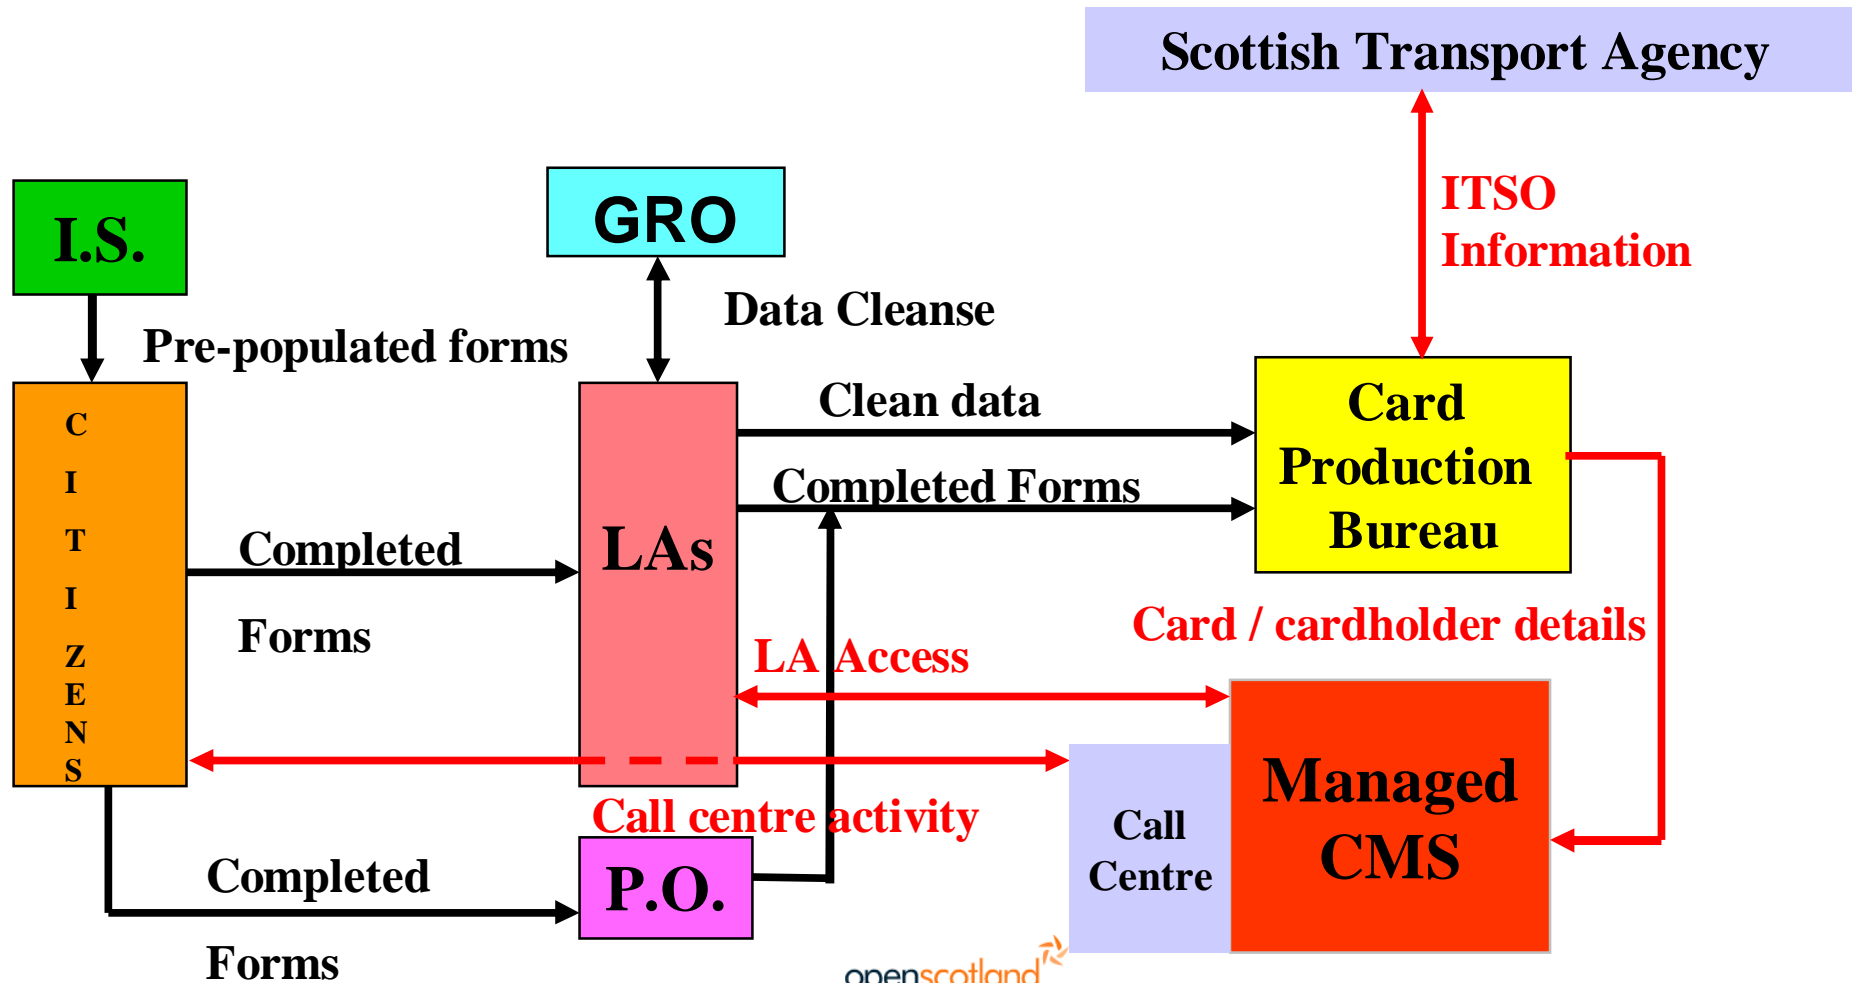 Scottish Transport Agency
ITSO
Information
I.S.
GRO
Data Cleanse
Pre-populated forms
CITIZENS
Clean data
Card
Production
Bureau
Completed Forms
Completed
Forms
LAs
Card / cardholder details
LA Access
Call centre activity
Managed
CMS
Call
Centre
Completed
Forms
P.O.
openscotland